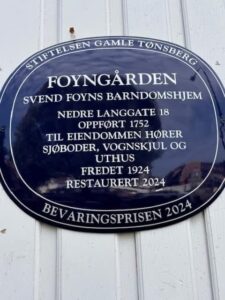 STIFTELSEN GAMLE TØNSBERG
FOYNGÅRDEN
SVEND FOYNS BARNDOMSHJEM
NEDRE LANGGATE 18
OPPFØRT 1752
TIL EIENDOMMEN HØRER
SJØBODER, VOGNSKJUL OG
UTHUS
FREDET 1924
RESTAURERT 2024
BEVARINGSPRISEN 2024